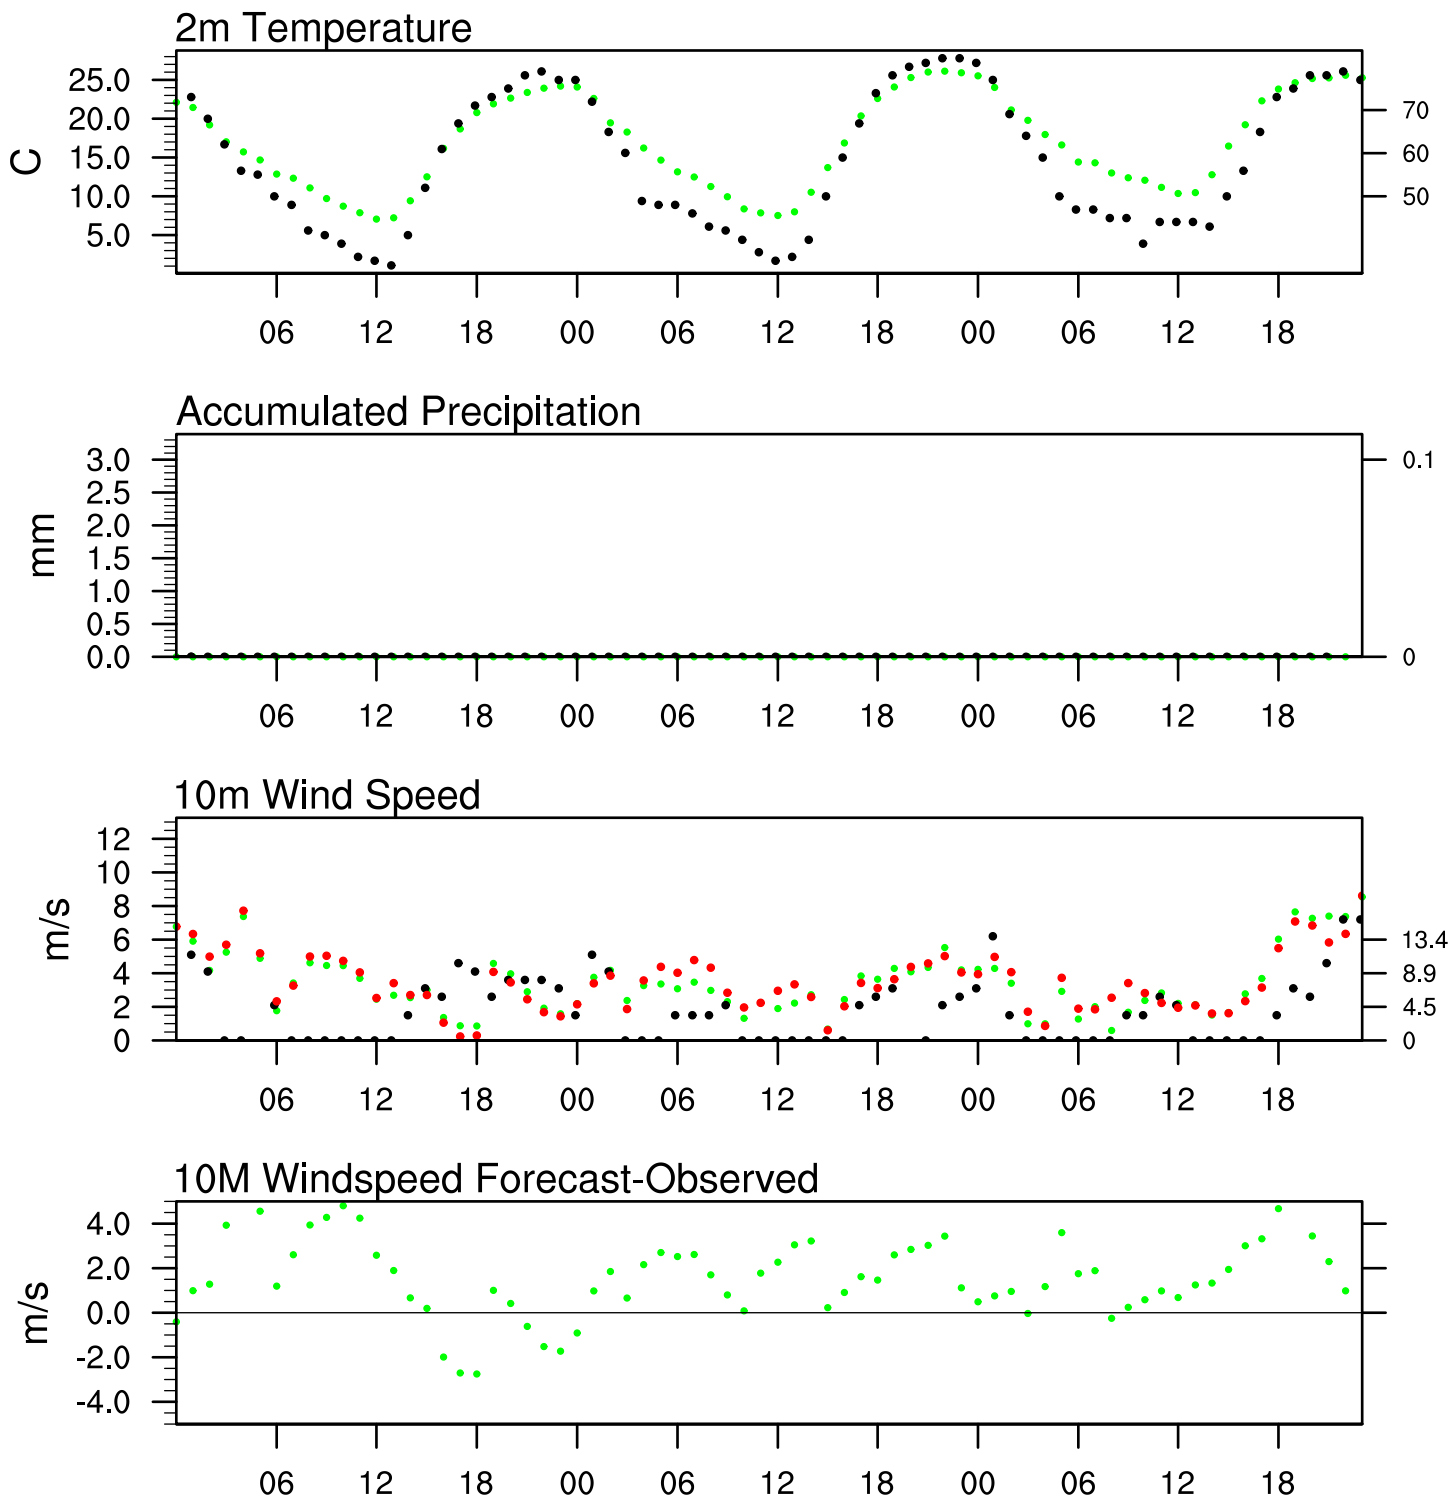 2m Temperature
C
25.0
20.0
15.0
10.0
5.0
70
60
50
06 12 18 00 06 12 18 00 06 12 18
Accumulated Precipitation
mm
3.0
2.5
2.0
1.5
1.0
0.5
0.0
0.1
0
06 12 18 00 06 12 18 00 06 12 18
10m Wind Speed
m/s
12
10
8
6
4
2
0
13.4
8.9
4.5
0
06 12 18 00 06 12 18 00 06 12 18
10M Windspeed Forecast-Observed
m/s
4.0
2.0
0.0
-2.0
-4.0
06 12 18 00 06 12 18 00 06 12 18